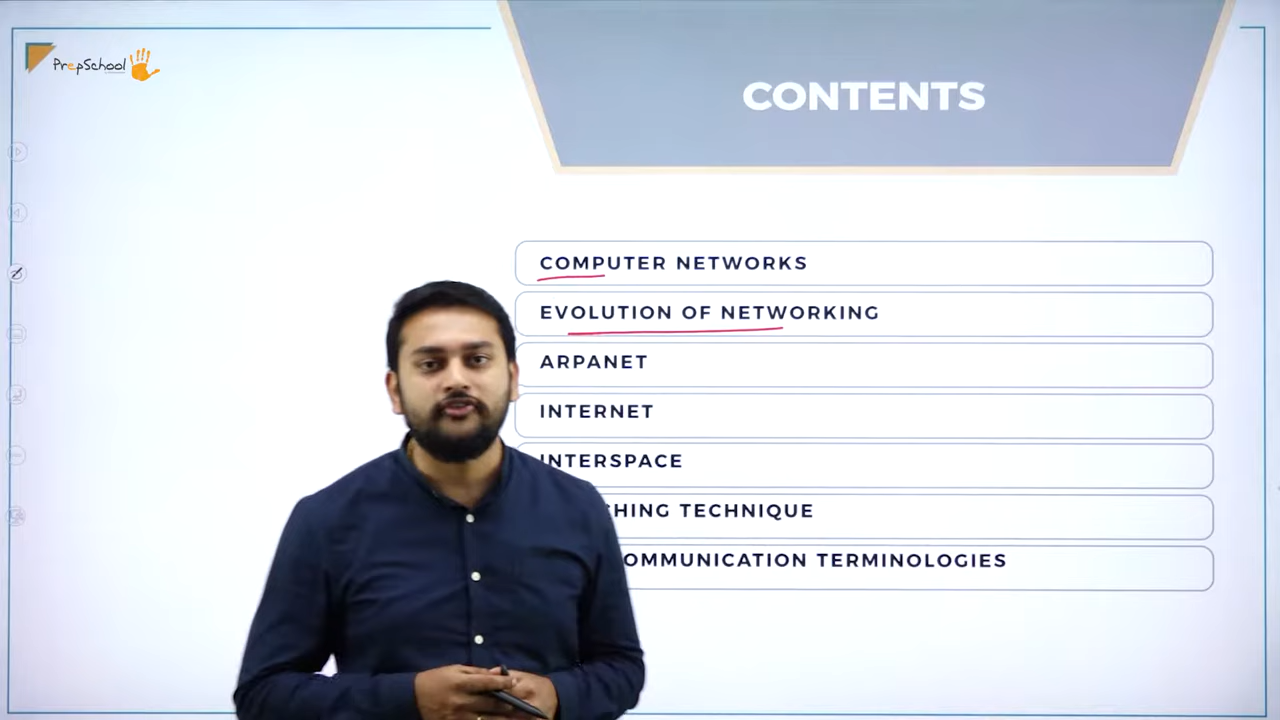 PrepSchool
CONTENTS
COMPUTER NETWORKS
EVOLUTION OF NETWORKING
ARPANET
INTERNET
INTERSPACE
TECHNIQUE
TERMINOLOGIES